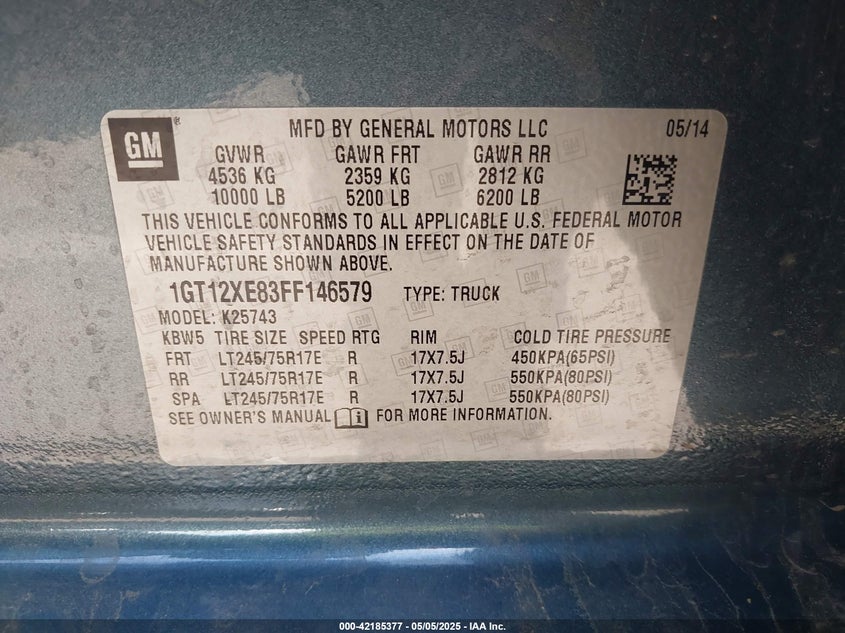 GM
MFD BY GENERAL MOTORS LLC 05/14
GVWR GAWR FRT GAWR RR
4536 KG 2359 KG 2812 KG
10000 LB 5200 LB 6200 LB
THIS VEHICLE CONFORMS TO ALL APPLICABLE U.S. FEDERAL MOTOR
VEHICLE SAFETY STANDARDS IN EFFECT ON THE DATE OF
MANUFACTURE SHOWN ABOVE.
1GT12XE83FF146579 TYPE: TRUCK
MODEL: K25743
KBW5 TIRE SIZE SPEED RTG RIM COLD TIRE PRESSURE
FRT LT245/75R17E R 17X7.5J 450KPA(65PSI)
RR LT245/75R17E R 17X7.5J 550KPA(80PSI)
SPA LT245/75R17E R 17X7.5J 550KPA(80PSI)
SEE OWNER'S MANUAL FOR MORE INFORMATION.
000-42185377 - 05/05/2025 - IAA Inc.